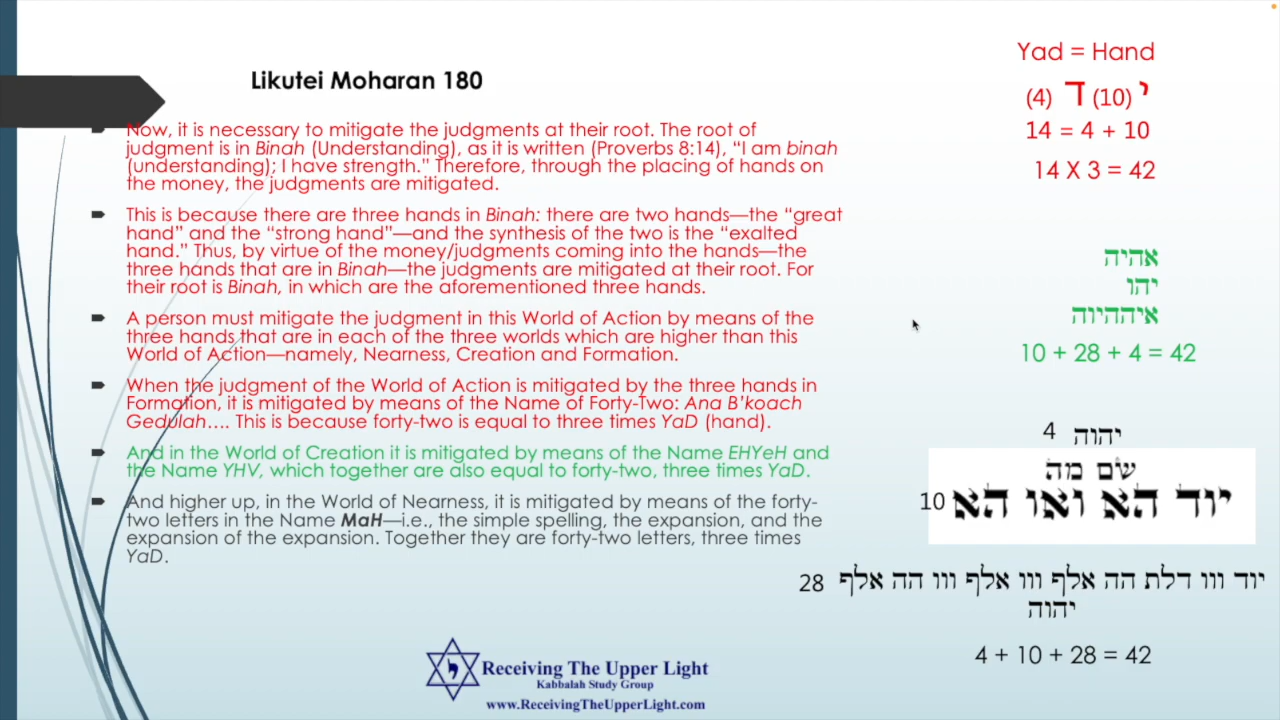 Likutei Moharan 180
Now, it is necessary to mitigate the judgments at their root. The root of
judgment is in Binah (Understanding), as it is written (Proverbs 8:14), “I am binah
(understanding); I have strength.” Therefore, through the placing of hands on
the money, the judgments are mitigated.
This is because there are three hands in Binah: there are two hands—the “great
hand” and the “strong hand”—and the synthesis of the two is the “exalted
hand.” Thus, by virtue of the money/judgments coming into the hands—the
three hands that are in Binah—the judgments are mitigated at their root. For
their root is Binah, in which are the aforementioned three hands.
A person must mitigate the judgment in this World of Action by means of the
three hands that are in each of the three worlds which are higher than this
World of Action—namely, Nearness, Creation and Formation.
When the judgment of the World of Action is mitigated by the three hands in
Formation, it is mitigated by means of the Name of Forty-Two: Ana B’koach
Gedulah…. This is because forty-two is equal to three times YaD (hand).
And in the World of Creation it is mitigated by means of the Name EHYeH and
the Name YHV, which together are also equal to forty-two, three times YaD.
And higher up, in the World of Nearness, it is mitigated by means of the forty-
two letters in the Name MaH—i.e., the simple spelling, the expansion, and the
expansion of the expansion. Together they are forty-two letters, three times
YaD.
Yad = Hand
י (10) ד (4)
14 = 4 + 10
14 X 3 = 42
אהיה
יהו
איההיוה
10 + 28 + 4 = 42
יהוה 4
שֵׁם מה
יוד הא ואו הא 10
יוד ווו דלת הה אלף ווו אלף ווו הה אלף 28
יהוה
4 + 10 + 28 = 42
Receiving The Upper Light
Kabbalah Study Group
www.ReceivingTheUpperLight.com